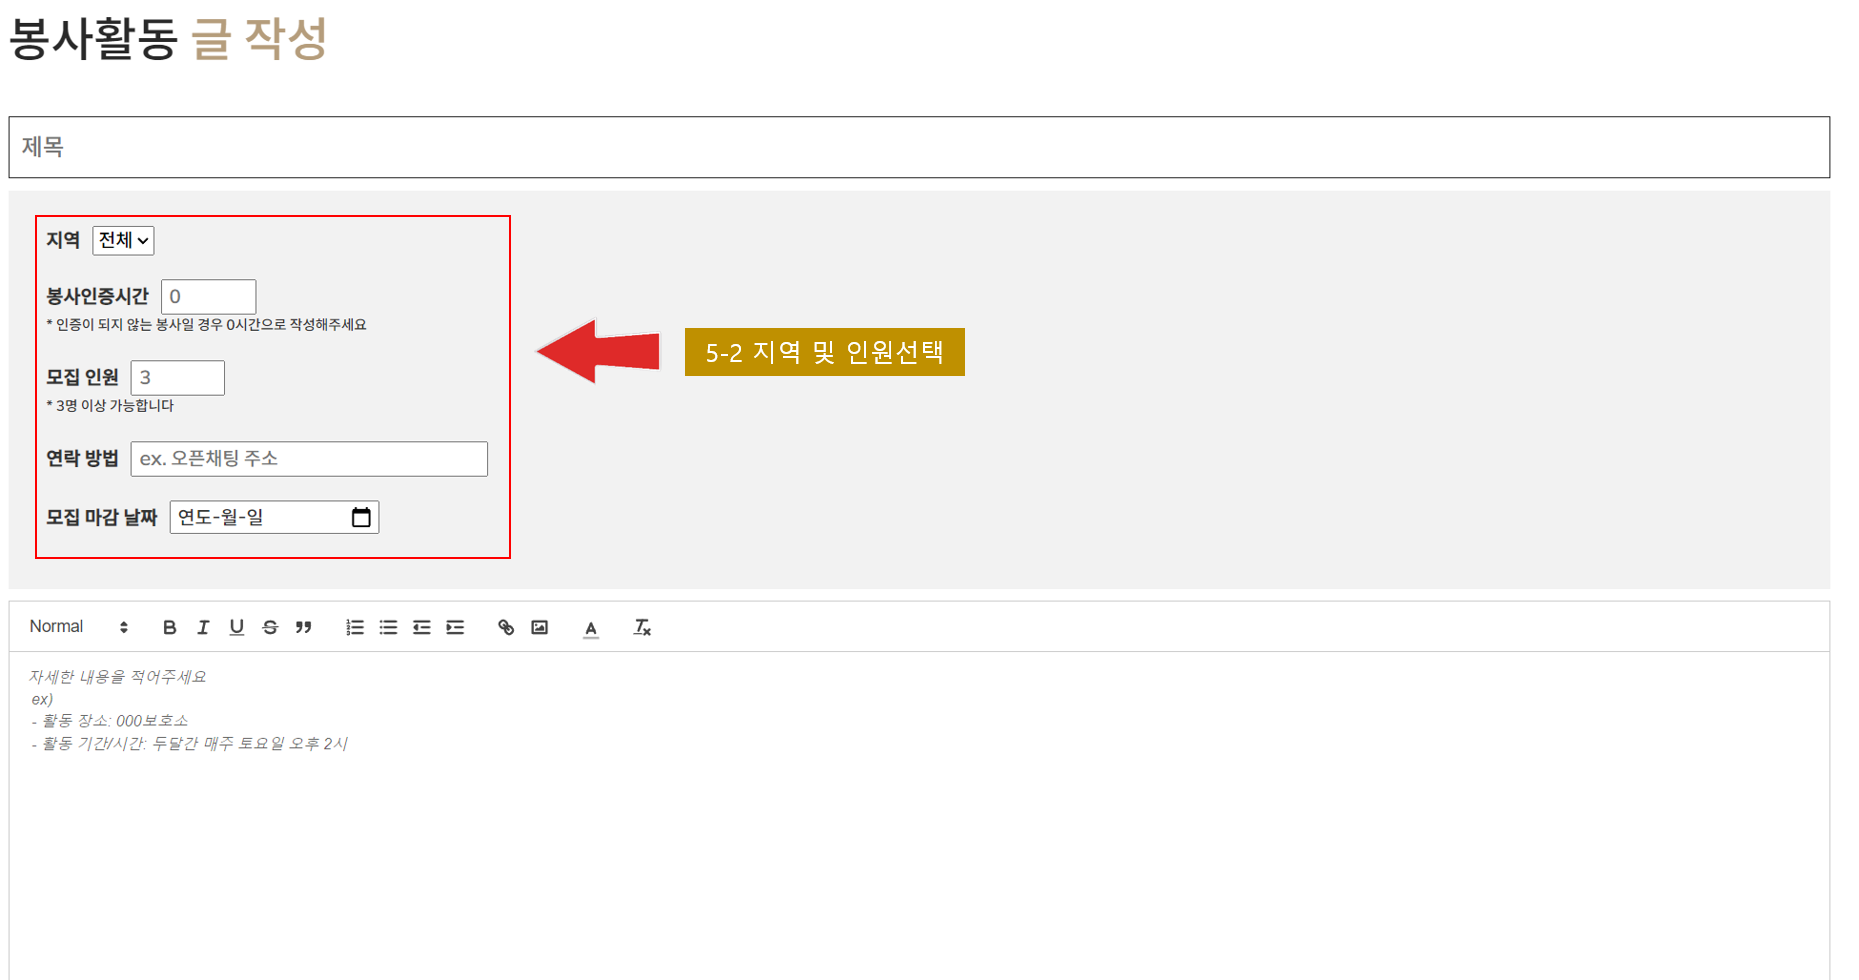 봉사활동 글 작성
제목
지역 전체
봉사인증시간 0
* 인증이 되지 않는 봉사일 경우 0시간으로 작성해주세요
5-2 지역 및 인원선택
모집 인원 3
* 3명 이상 가능합니다
연락 방법 ex. 오픈채팅 주소
모집 마감 날짜 연도-월-일
Normal
자세한 내용을 적어주세요
ex)
- 활동 장소: 000보호소
- 활동 기간/시간: 두달간 매주 토요일 오후 2시